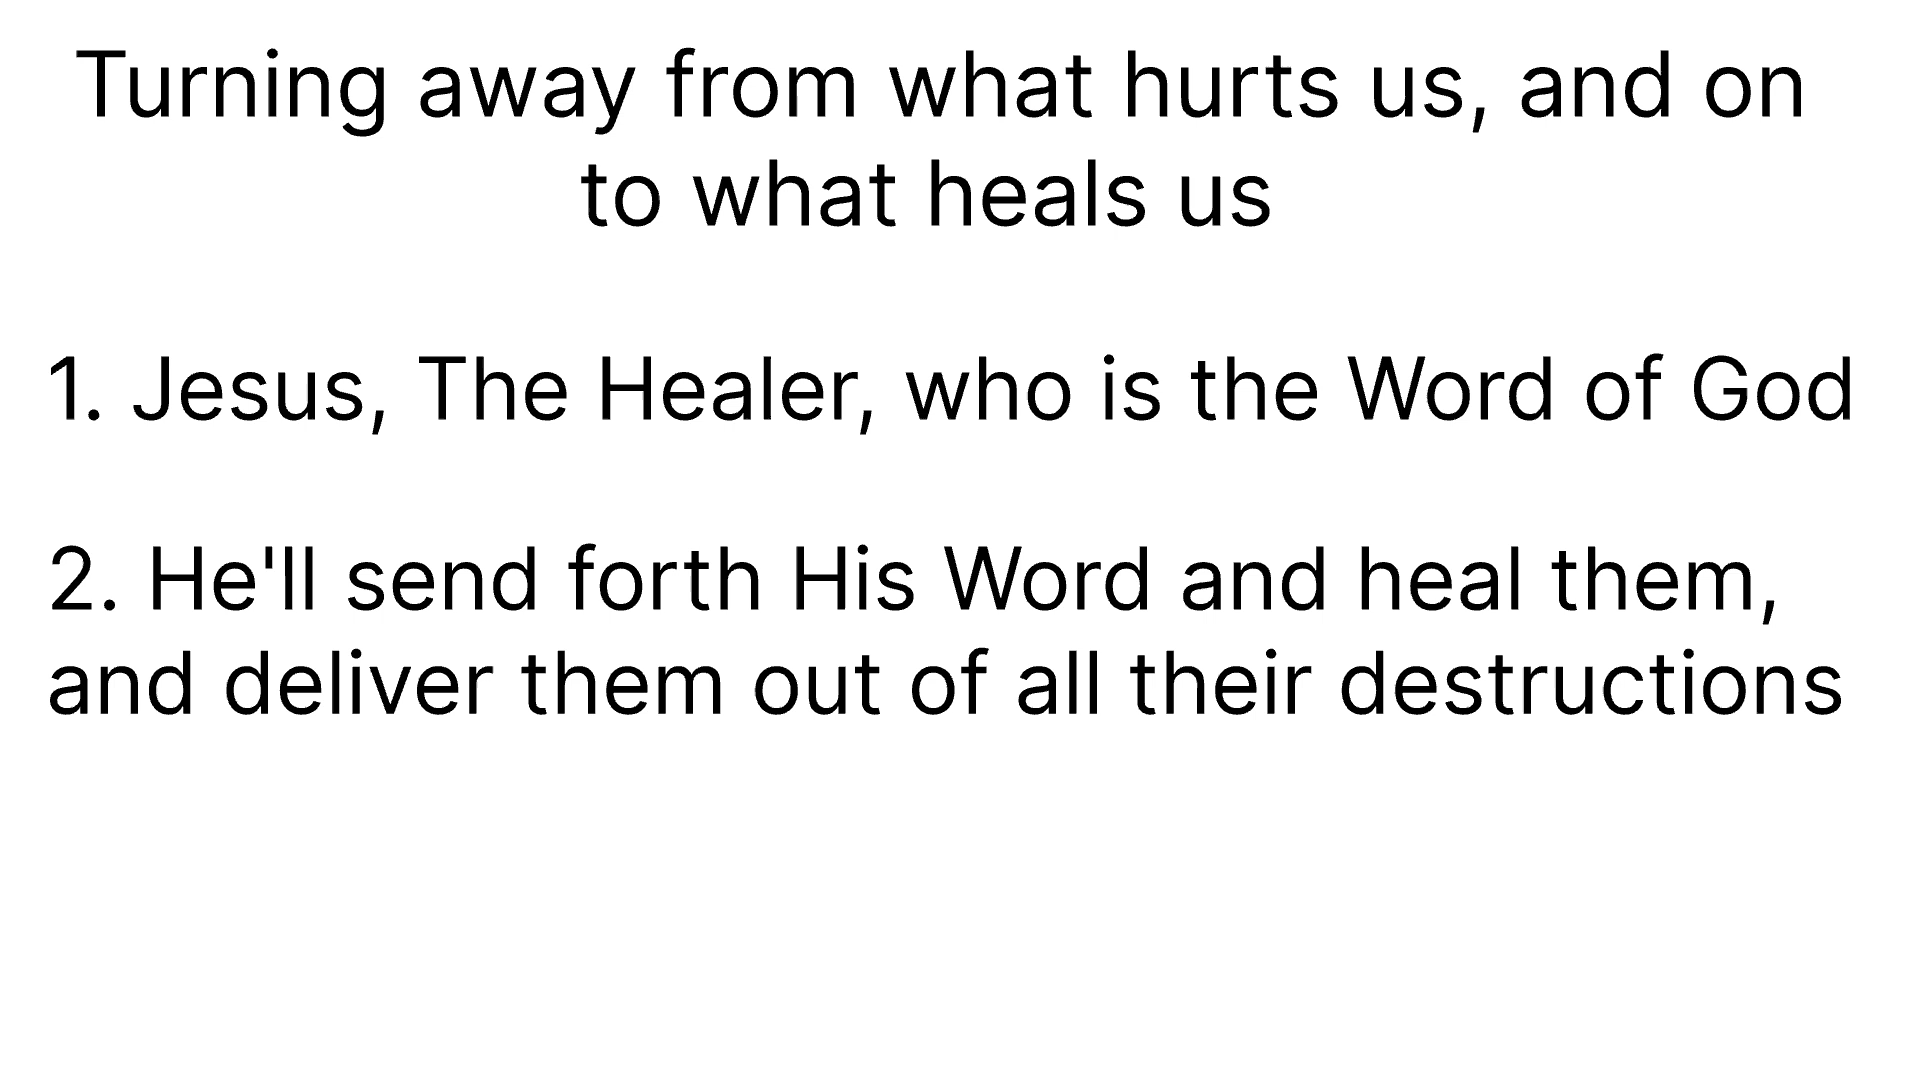 Turning away from what hurts us, and on
to what heals us
1. Jesus, The Healer, who is the Word of God
2. He'll send forth His Word and heal them,
and deliver them out of all their destructions